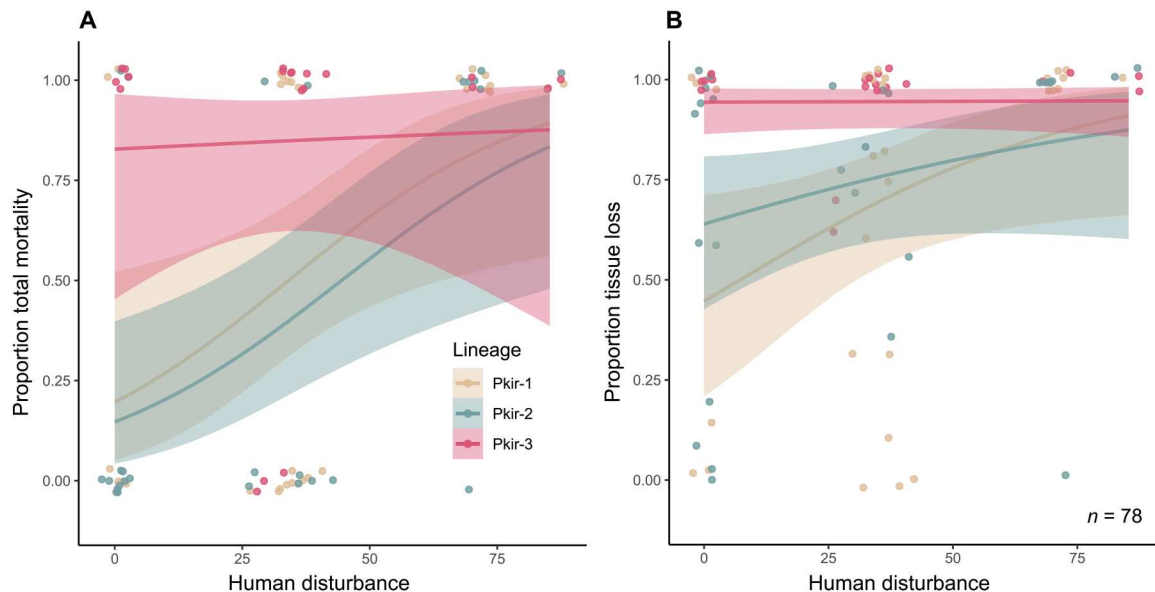 A
Proportion total mortality
1.00
0.75
0.50
0.25
0.00
0
25
50
75
Human disturbance
Lineage
Pkir-1
Pkir-2
Pkir-3
B
Proportion tissue loss
1.00
0.75
0.50
0.25
0.00
0
25
50
75
Human disturbance
n = 78